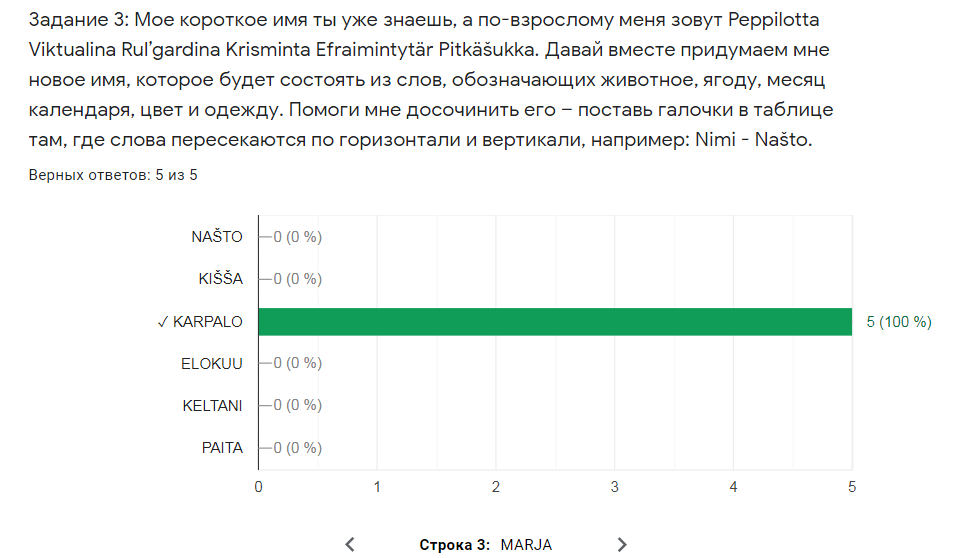 Задание 3: Мое короткое имя ты уже знаешь, а по-взрослому меня зовут Peppilotta
Viktualina Rul’gardina Krisminta Efraimintytär Pitkäšukka. Давай вместе придумаем мне
новое имя, которое будет состоять из слов, обозначающих животное, ягоду, месяц
календаря, цвет и одежду. Помоги мне досочинить его – поставь галочки в таблице
там, где слова пересекаются по горизонтали и вертикали, например: Nimi - Našto.
Верных ответов: 5 из 5
NAŠTO 0 (0 %)
KIŠŠA 0 (0 %)
✓ KARPALO 5 (100 %)
ELOKUU 0 (0 %)
KELTANI 0 (0 %)
PAITA 0 (0 %)
0 1 2 3 4 5
Строка 3: MARJA